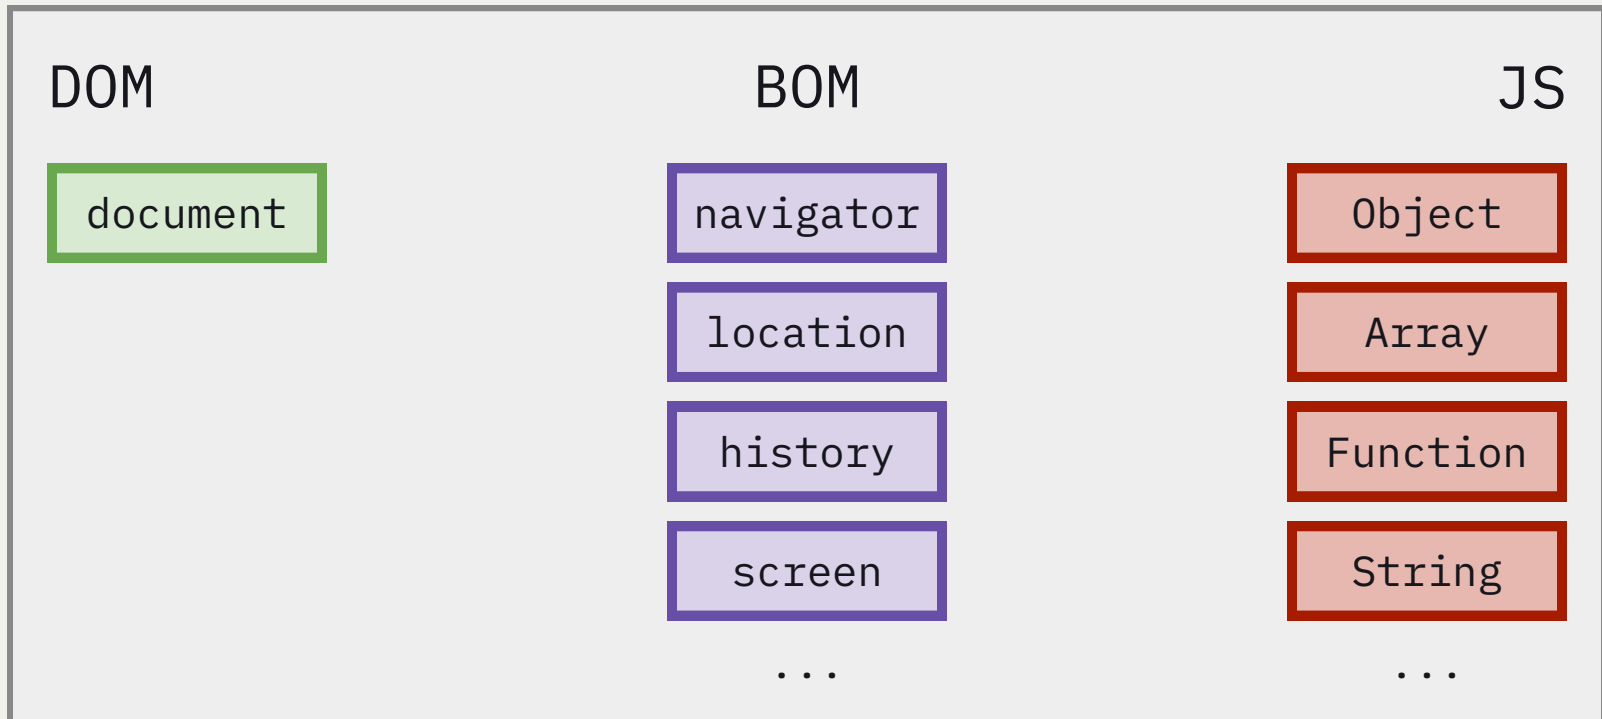 DOM
document
BOM
navigator
location
history
screen
...
JS
Object
Array
Function
String
...